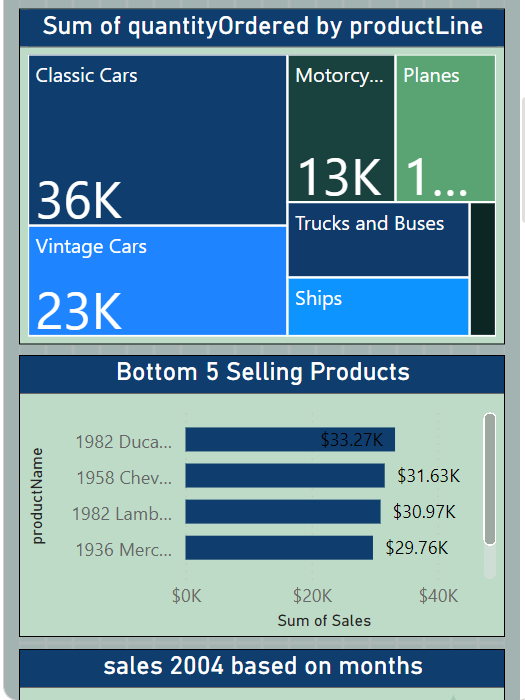 Sum of quantityOrdered by productLine
Classic Cars
36K
Vintage Cars
23K
Motorcy...
13K
Planes
1...
Trucks and Buses
Ships
Bottom 5 Selling Products
productName
1982 Duca...
$33.27K
1958 Chev...
$31.63K
1982 Lamb...
$30.97K
1936 Merc...
$29.76K
$0K
$20K
$40K
Sum of Sales
sales 2004 based on months